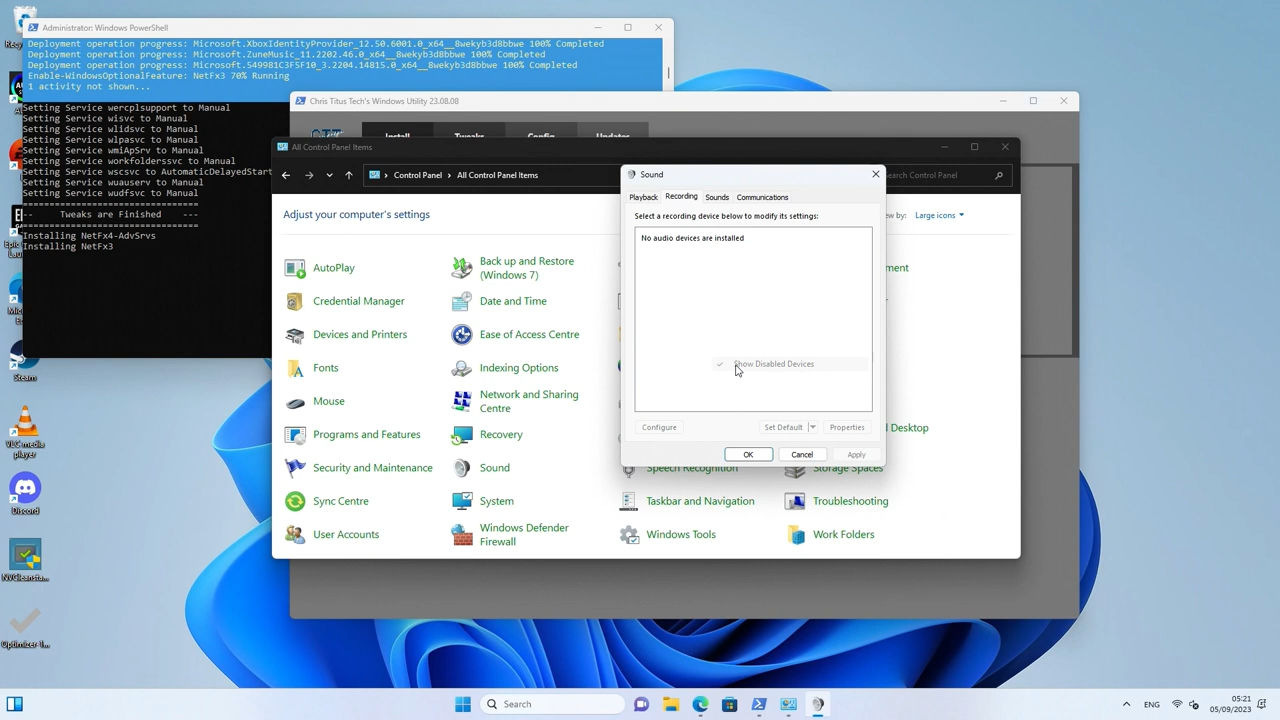 Administrator: Windows PowerShell
Deployment operation progress: Microsoft.XboxIdentityProvider_12.50.6001.0_x64__8wekyb3d8bbwe 100% Completed
Deployment operation progress: Microsoft.ZuneMusic_11.2202.46.0_x64__8wekyb3d8bbwe 100% Completed
Deployment operation progress: Microsoft.549981C3F5F10_3.2204.14815.0_x64__8wekyb3d8bbwe 100% Completed
Enable-WindowsOptionalFeature: NetFx3 70% Running
1 activity not shown...
Setting Service wercplsupport to Manual
Setting Service wisvc to Manual
Setting Service wlidsvc to Manual
Setting Service wlpasvc to Manual
Setting Service wmiApSrv to Manual
Setting Service workfolderssvc to Manual
Setting Service wscsvc to AutomaticDelayedStart
Setting Service wuauserv to Manual
Setting Service wudfsvc to Manual
=================================
-- Tweaks are Finished ---
=================================
Installing NetFx4-AdvSrvs
Installing NetFx3
Chris Titus Tech's Windows Utility 23.08.08
Install Tweaks Config Updates
All Control Panel Items
Control Panel All Control Panel Items
Search Control Panel
Adjust your computer's settings
Large icons
AutoPlay
Back up and Restore
(Windows 7)
Credential Manager
Date and Time
Devices and Printers
Ease of Access Centre
Fonts
Indexing Options
Mouse
Network and Sharing
Centre
Programs and Features
Recovery
Security and Maintenance
Sound
Speech Recognition
Storage Spaces
Sync Centre
System
Taskbar and Navigation
Troubleshooting
User Accounts
Windows Defender
Firewall
Windows Tools
Work Folders
Sound
Playback Recording Sounds Communications
Select a recording device below to modify its settings:
No audio devices are installed
Show Disabled Devices
Configure Set Default Properties
OK Cancel Apply
Steam
VLC media
player
Discord
NVCleansta...
Optimizer-1...
Search
ENG
05:21
05/09/2023